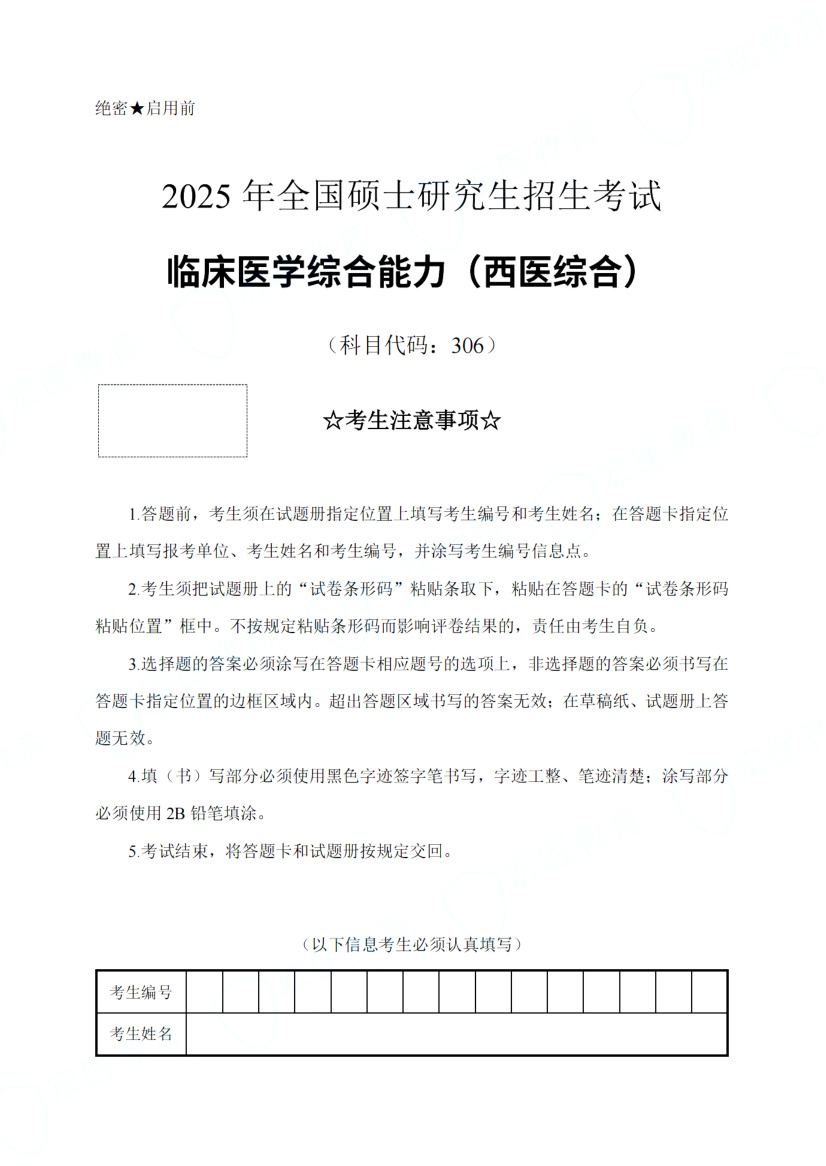 绝密★启用前
2025 年全国硕士研究生招生考试
临床医学综合能力（西医综合）
（科目代码：306）
☆考生注意事项☆
1.答题前，考生须在试题册指定位置上填写考生编号和考生姓名；在答题卡指定位
置上填写报考单位、考生姓名和考生编号，并涂写考生编号信息点。
2.考生须把试题册上的“试卷条形码”粘贴条取下，粘贴在答题卡的“试卷条形码
粘贴位置”框中。不按规定粘贴条形码而影响评卷结果的，责任由考生自负。
3.选择题的答案必须涂写在答题卡相应题号的选项上，非选择题的答案必须书写在
答题卡指定位置的边框区域内。超出答题区域书写的答案无效；在草稿纸、试题册上答
题无效。
4.填（书）写部分必须使用黑色字迹签字笔书写，字迹工整、笔迹清楚；涂写部分
必须使用 2B 铅笔填涂。
5.考试结束，将答题卡和试题册按规定交回。
（以下信息考生必须认真填写）
考生编号
考生姓名